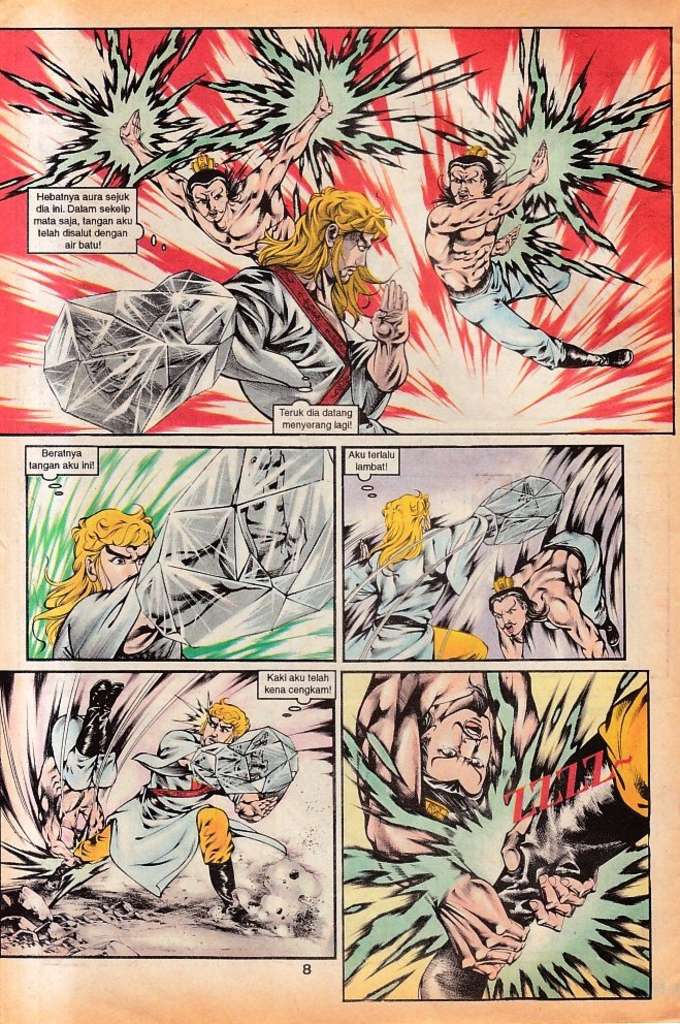 Hebatnya aura sejuk
dia ini. Dalam sekelip
mata saja, tangan aku
telah disalut dengan
air batu!
Teruk dia datang
menyerang lagi!
Beratnya
tangan aku ini!
Aku terlalu
lambat!
Kaki aku telah
kena cengkam!
ZZZZ~
8